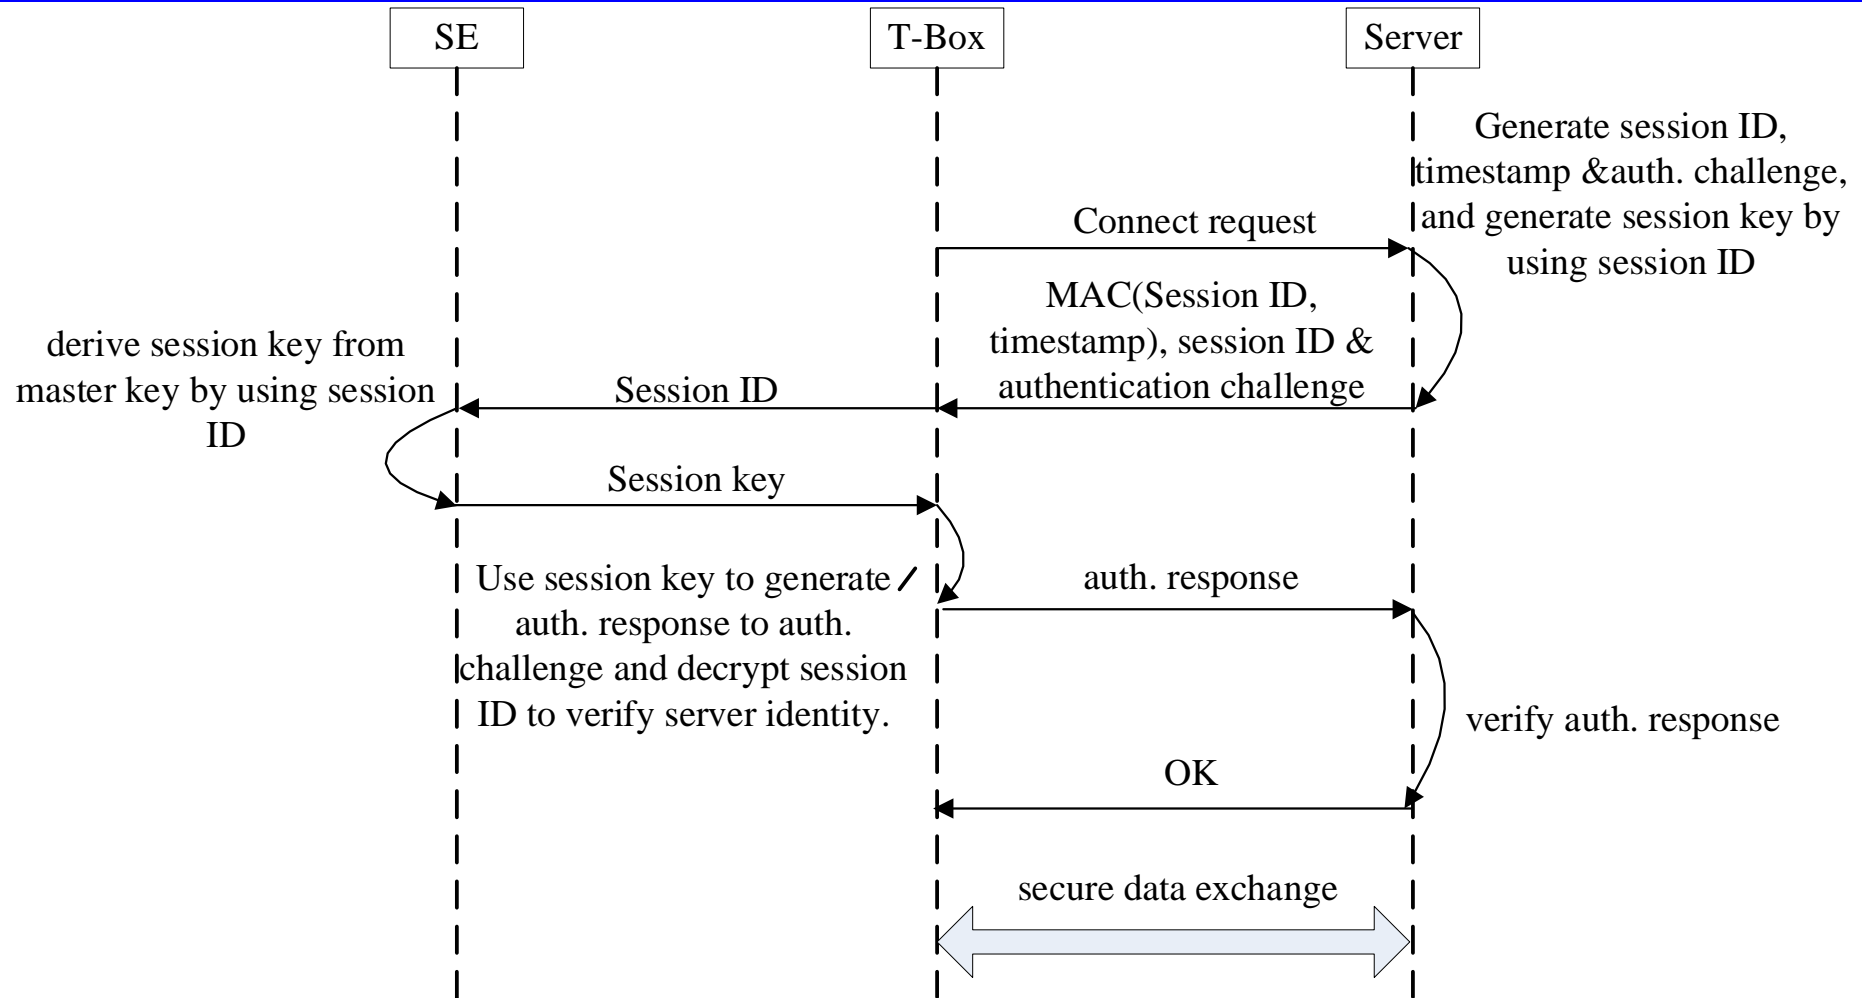 SE
T-Box
Server
Generate session ID,
timestamp &auth. challenge,
and generate session key by
using session ID
Connect request
MAC(Session ID,
timestamp), session ID &
authentication challenge
derive session key from
master key by using session
ID
Session ID
Session key
Use session key to generate /
auth. response to auth.
challenge and decrypt session
ID to verify server identity.
auth. response
verify auth. response
OK
secure data exchange